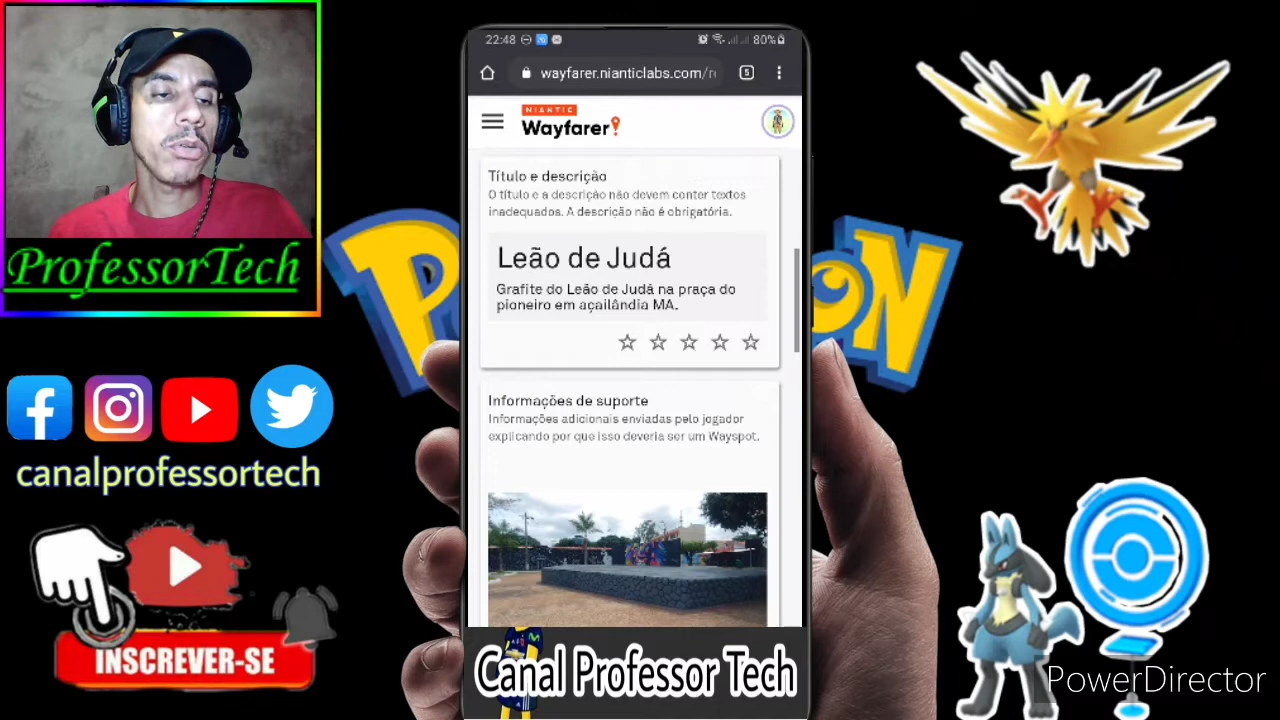 22:48
80%
wayfarer.nianticlabs.com/r
5
NIANTIC
Wayfarer
Título e descrição
O título e a descrição não devem conter textos
inadequados. A descrição não é obrigatória.
Leão de Judá
Grafite do Leão de Judá na praça do
pioneiro em açailândia MA.
Informações de suporte
Informações adicionais enviadas pelo jogador
explicando por que isso deveria ser um Wayspot.
ProfessorTech
canalprofessortech
INSCREVER-SE
Canal Professor Tech
PowerDirector